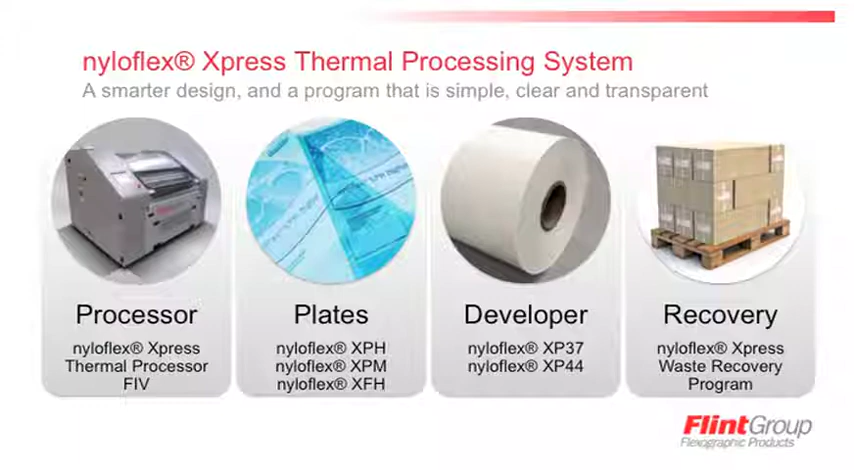 nyloflex® Xpress Thermal Processing System
A smarter design, and a program that is simple, clear and transparent
Processor
nyloflex® Xpress
Thermal Processor
FIV
Plates
nyloflex® XPH
nyloflex® XPM
nyloflex® XFH
Developer
nyloflex® XP37
nyloflex® XP44
Recovery
nyloflex® Xpress
Waste Recovery
Program
FlintGroup
Flexographic Products